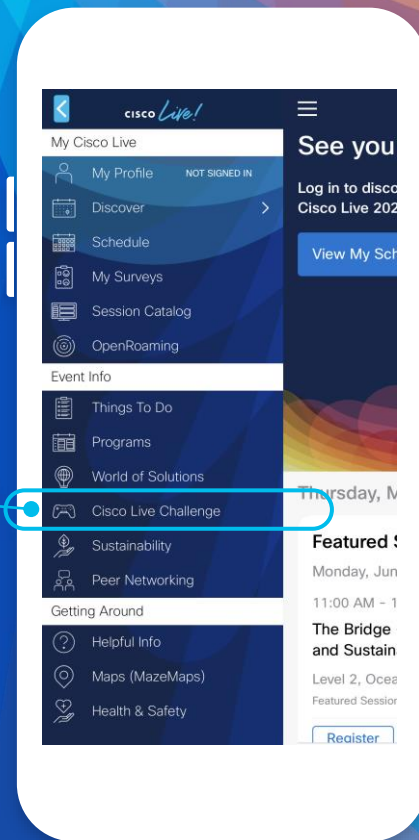 CISCO Live!
My Cisco Live
My Profile NOT SIGNED IN
Discover
Schedule
My Surveys
Session Catalog
OpenRoaming
Event Info
Things To Do
Programs
World of Solutions
Cisco Live Challenge
Sustainability
Peer Networking
Getting Around
Helpful Info
Maps (MazeMaps)
Health & Safety
See you
Log in to disco
Cisco Live 202
View My Sch
Thursday, M
Featured S
Monday, Jun
11:00 AM - 1
The Bridge
and Sustain
Level 2, Ocea
Featured Session
Register